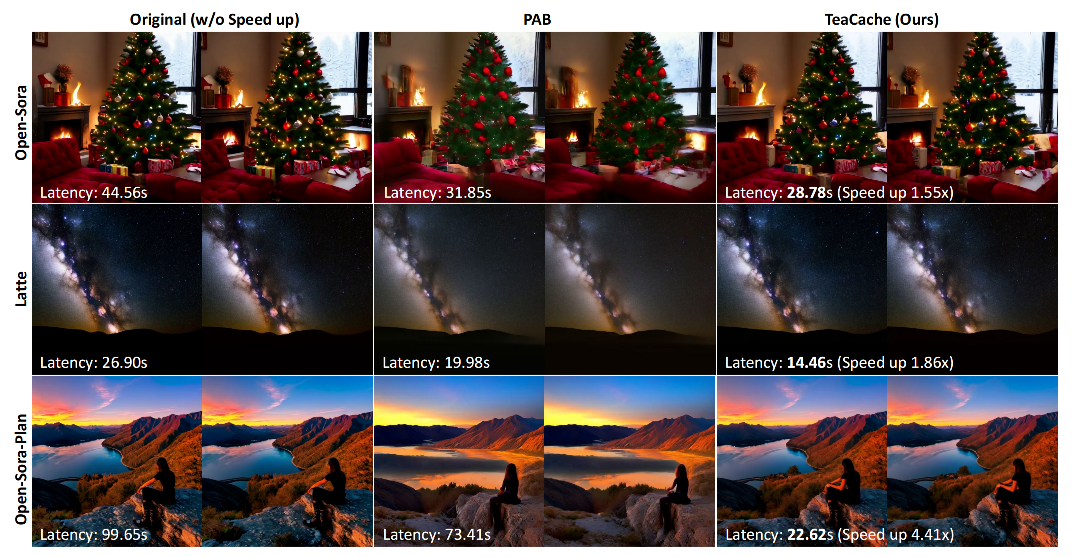 Original (w/o Speed up)
PAB
TeaCache (Ours)
Open-Sora
Latency: 44.56s
Latency: 31.85s
Latency: 28.78s (Speed up 1.55x)
Latte
Latency: 26.90s
Latency: 19.98s
Latency: 14.46s (Speed up 1.86x)
Open-Sora-Plan
Latency: 99.65s
Latency: 73.41s
Latency: 22.62s (Speed up 4.41x)